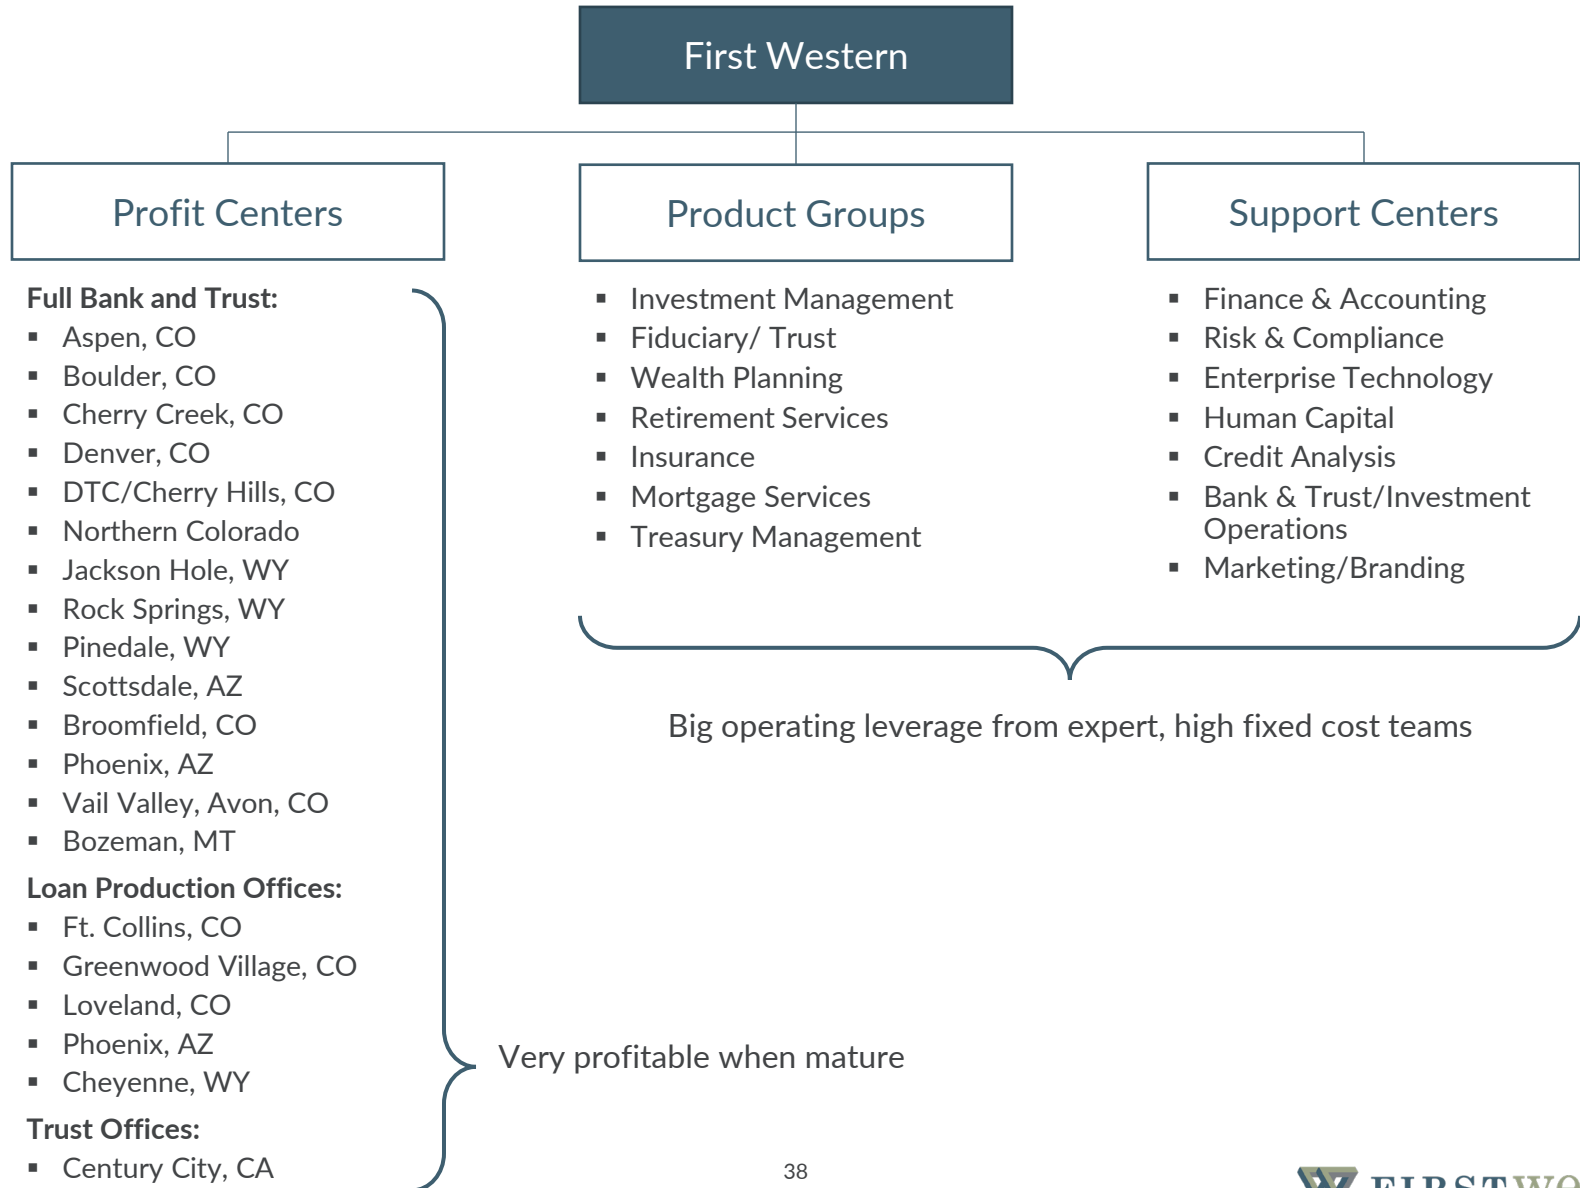 First Western
Profit Centers
Full Bank and Trust:
▪ Aspen, CO
▪ Boulder, CO
▪ Cherry Creek, CO
▪ Denver, CO
▪ DTC/Cherry Hills, CO
▪ Northern Colorado
▪ Jackson Hole, WY
▪ Rock Springs, WY
▪ Pinedale, WY
▪ Scottsdale, AZ
▪ Broomfield, CO
▪ Phoenix, AZ
▪ Vail Valley, Avon, CO
▪ Bozeman, MT
Loan Production Offices:
▪ Ft. Collins, CO
▪ Greenwood Village, CO
▪ Loveland, CO
▪ Phoenix, AZ
▪ Cheyenne, WY
Trust Offices:
▪ Century City, CA
Very profitable when mature
Product Groups
▪ Investment Management
▪ Fiduciary/ Trust
▪ Wealth Planning
▪ Retirement Services
▪ Insurance
▪ Mortgage Services
▪ Treasury Management
Support Centers
▪ Finance & Accounting
▪ Risk & Compliance
▪ Enterprise Technology
▪ Human Capital
▪ Credit Analysis
▪ Bank & Trust/Investment
Operations
▪ Marketing/Branding
Big operating leverage from expert, high fixed cost teams
38
FIRST